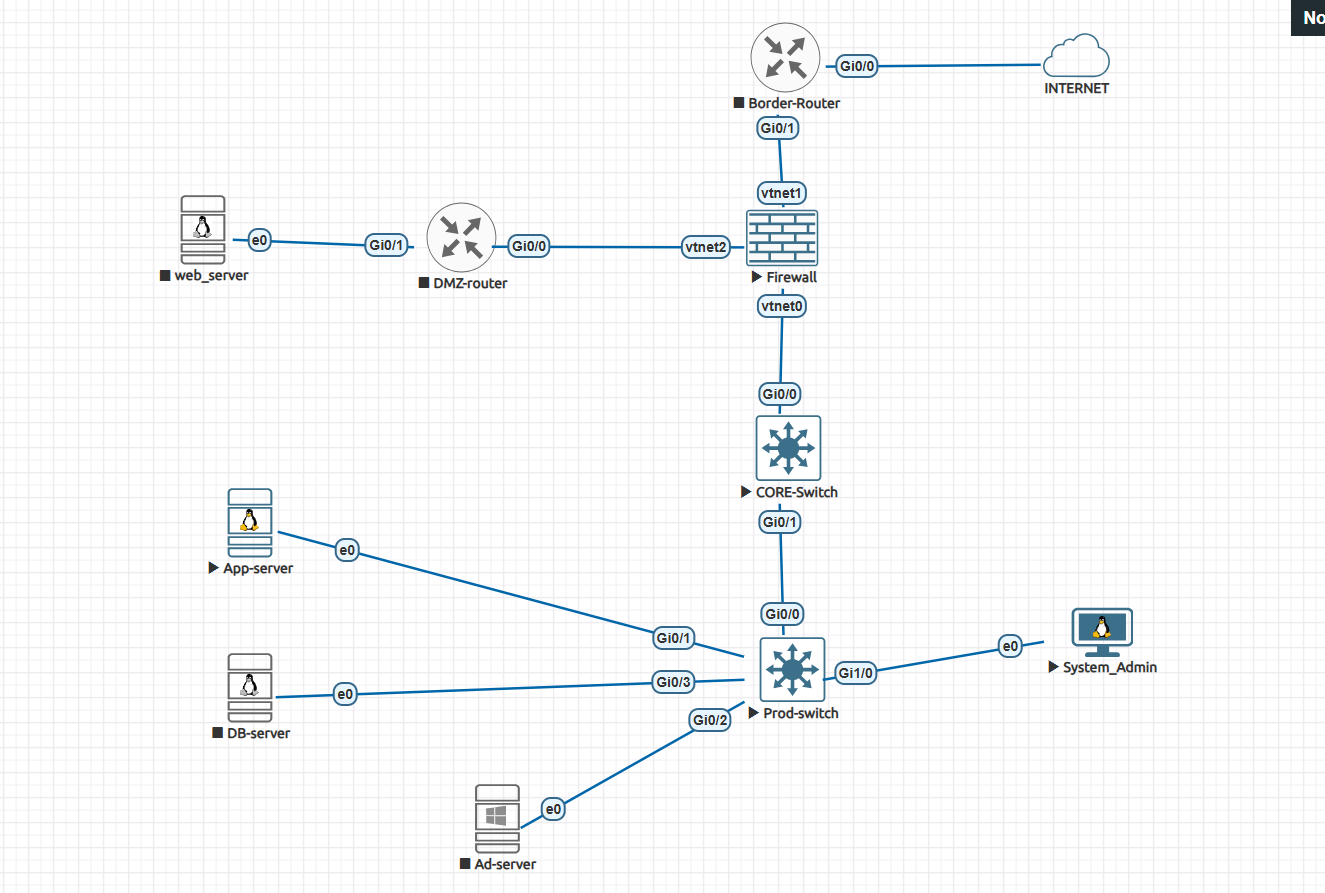 No
Gi0/0
INTERNET
Border-Router
Gi0/1
vtnet1
e0
Gi0/1
Gi0/0
vtnet2
web_server
DMZ-router
Firewall
vtnet0
Gi0/0
CORE-Switch
Gi0/1
e0
App-server
Gi0/0
Gi0/1
e0
System_Admin
Gi1/0
Gi0/3
e0
Prod-switch
Gi0/2
DB-server
e0
Ad-server